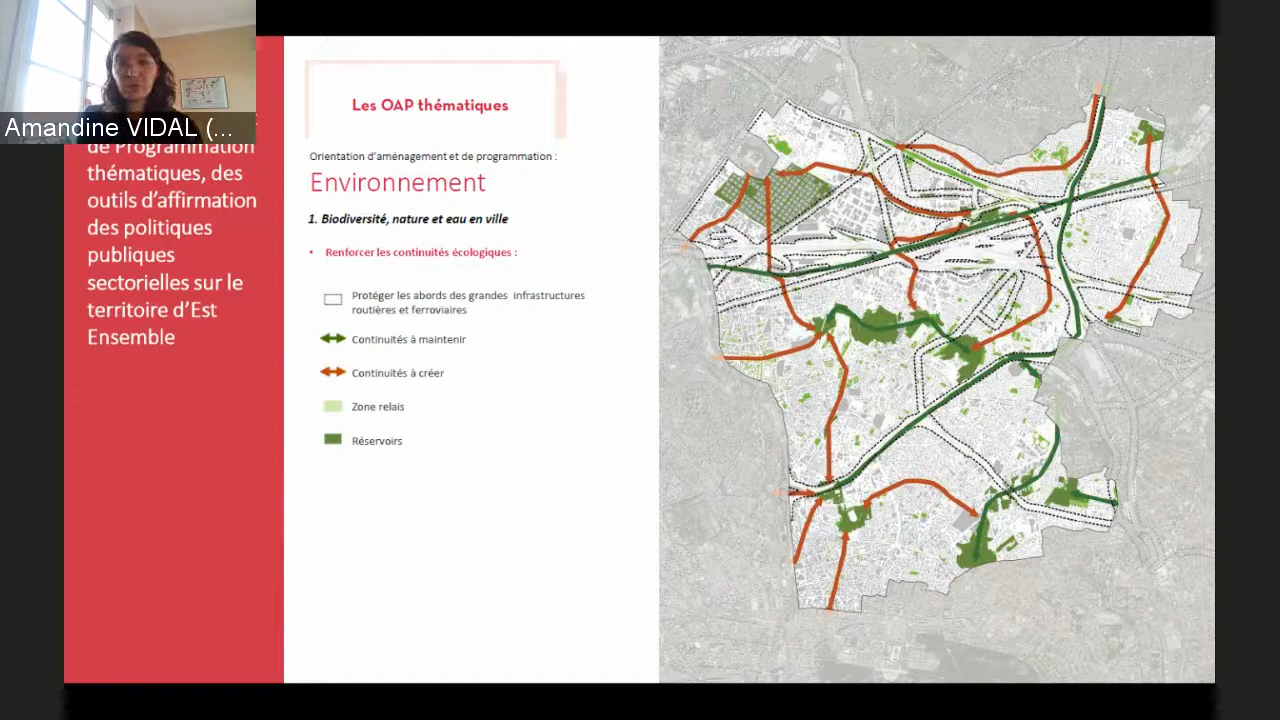 Amandine VIDAL (...
de Programmation
thématiques, des
outils d'affirmation
des politiques
publiques
sectorielles sur le
territoire d'Est
Ensemble
Les OAP thématiques
Orientation d'aménagement et de programmation :
Environnement
1. Biodiversité, nature et eau en ville
• Renforcer les continuités écologiques :
Protéger les abords des grandes infrastructures
routières et ferroviaires
Continuités à maintenir
Continuités à créer
Zone relais
Réservoirs